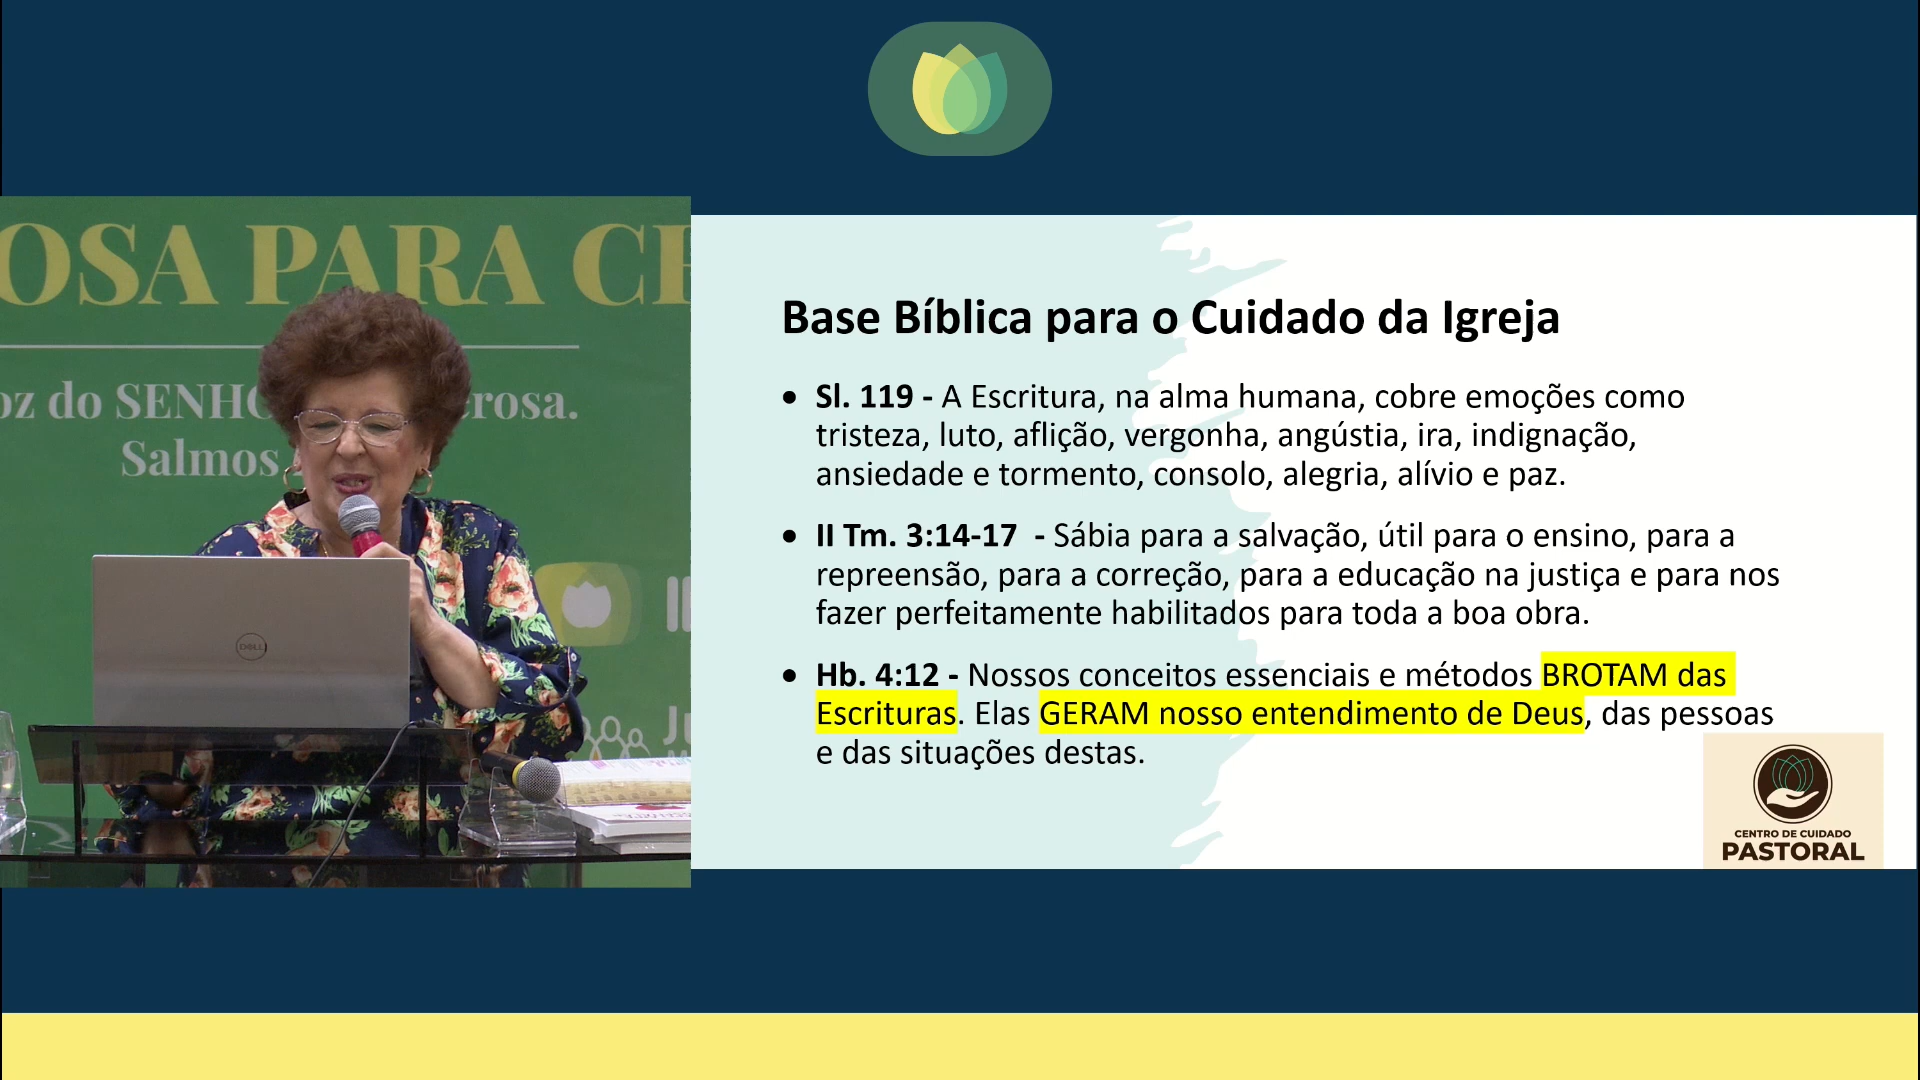 OSA PARA CE
oz do SENHO
erosa.
Salmos
DELL
Base Bíblica para o Cuidado da Igreja
• Sl. 119 - A Escritura, na alma humana, cobre emoções como
tristeza, luto, aflição, vergonha, angústia, ira, indignação,
ansiedade e tormento, consolo, alegria, alívio e paz.
• II Tm. 3:14-17 - Sábia para a salvação, útil para o ensino, para a
repreensão, para a correção, para a educação na justiça e para nos
fazer perfeitamente habilitados para toda a boa obra.
• Hb. 4:12 - Nossos conceitos essenciais e métodos BROTAM das
Escrituras. Elas GERAM nosso entendimento de Deus, das pessoas
e das situações destas.
CENTRO DE CUIDADO
PASTORAL